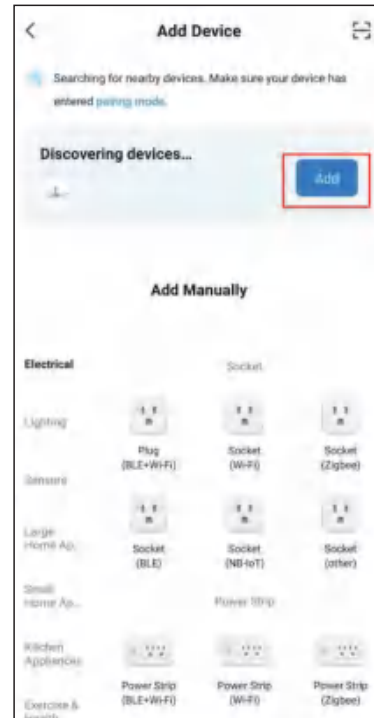 Add Device
Searching for nearby devices. Make sure your device has
entered pairing mode.
Discovering devices...
Add
Add Manually
Electrical
Socket
Lighting
Plug
(BLE+Wi-Fi)
Socket
(Wi-Fi)
Socket
(Zigbee)
Sensors
Large
Home Ap...
Socket
(BLE)
Socket
(NB-IoT)
Socket
(other)
Small
Home Ap...
Power Strip
Kitchen
Appliances
Power Strip
(BLE+Wi-Fi)
Power Strip
(Wi-Fi)
Power Strip
(Zigbee)
Exercise &
Health